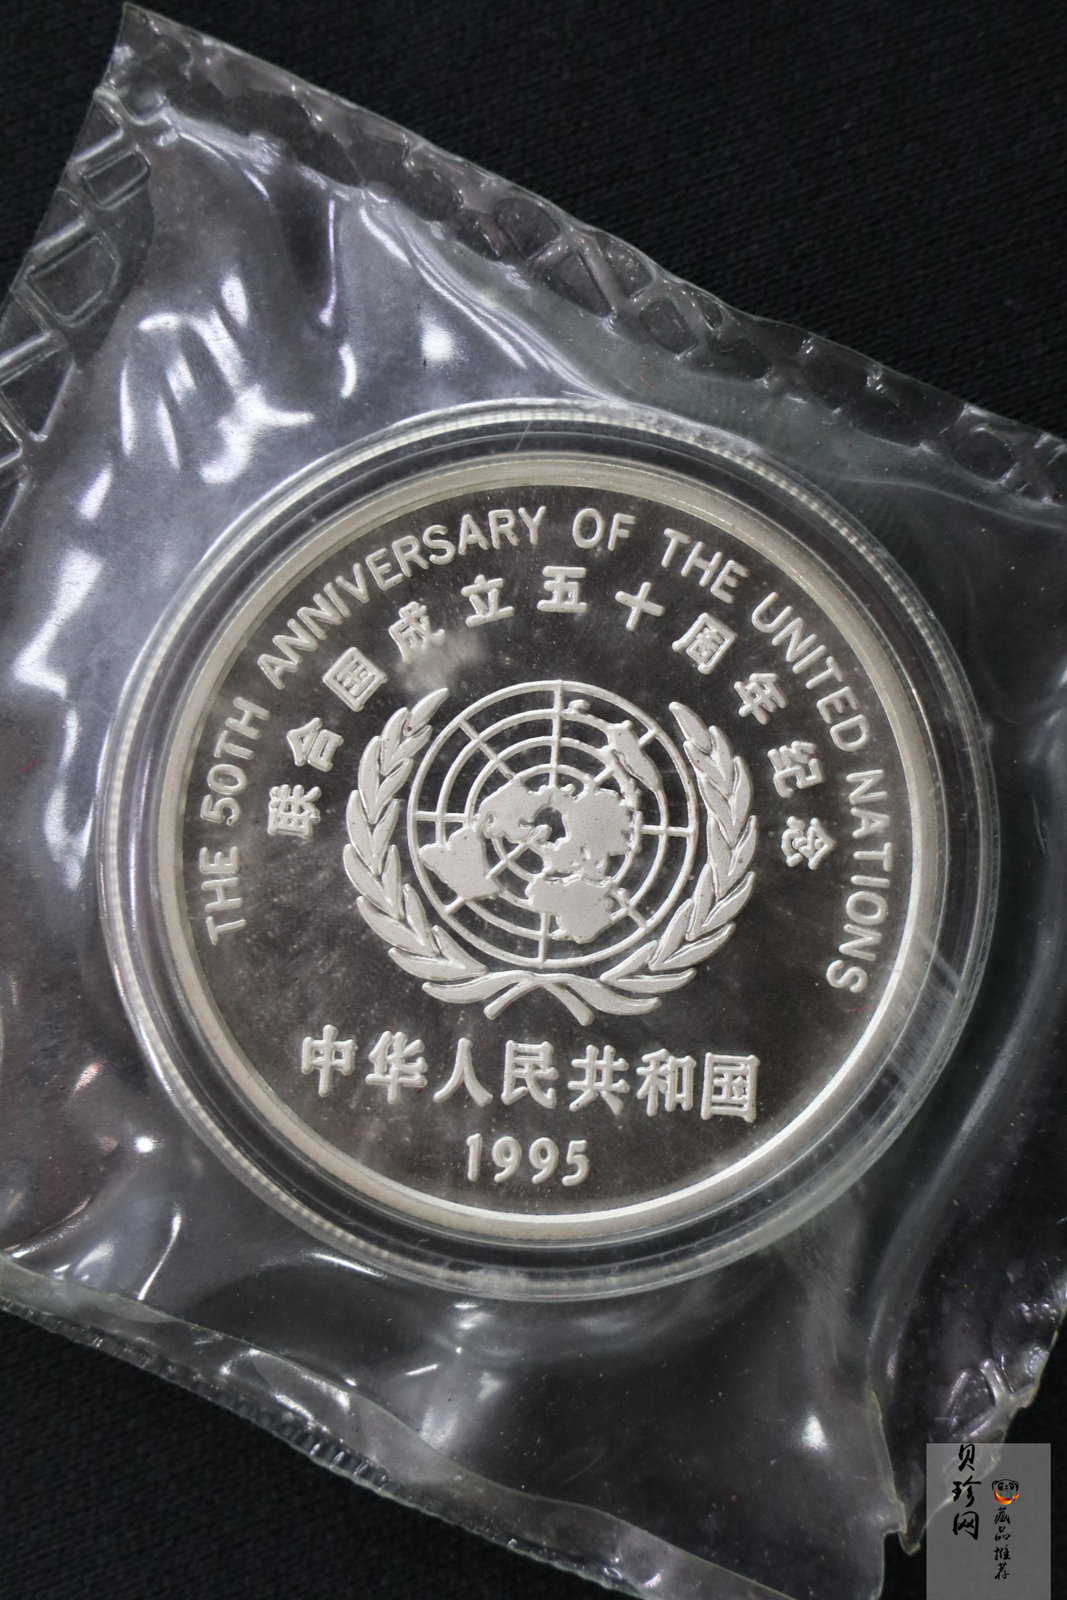 THE 50TH ANNIVERSARY OF THE UNITED NATIONS
联合国成立五十周年纪念
中华人民共和国
1995
贝珍网
藏品推荐